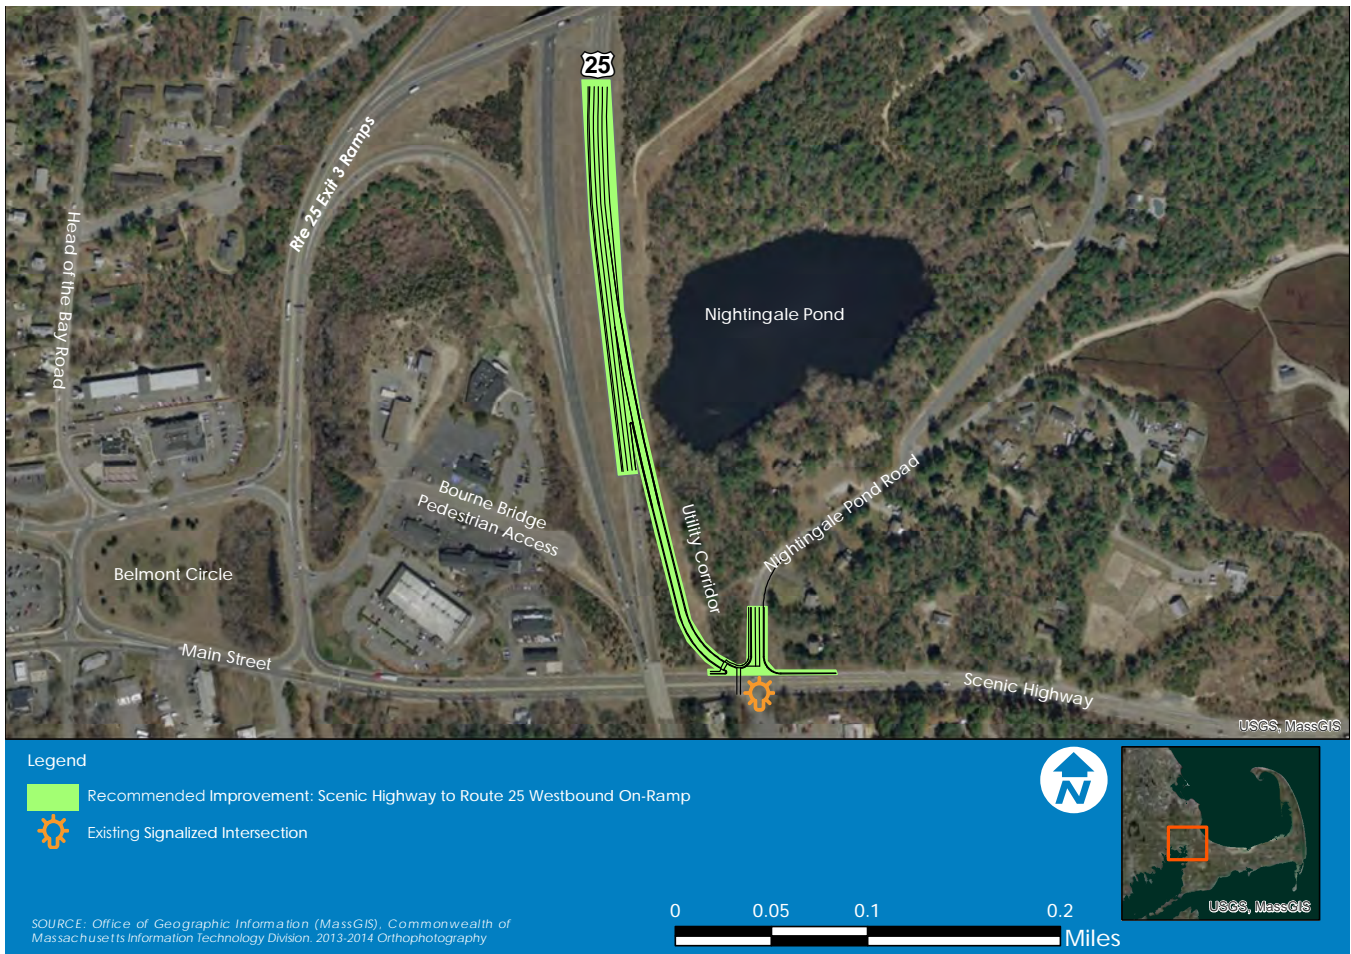 25
Rte 25 Exit 3 Ramps
Head of the Bay Road
Nightingale Pond
Nightingale Pond Road
Bourne Bridge
Pedestrian Access
Utility Corridor
Belmont Circle
Main Street
Scenic Highway
USGS, MassGIS
Legend
Recommended Improvement: Scenic Highway to Route 25 Westbound On-Ramp
Existing Signalized Intersection
N
USGS, MassGIS
0 0.05 0.1 0.2
Miles
SOURCE: Office of Geographic Information (MassGIS), Commonwealth of
Massachusetts Information Technology Division. 2013-2014 Orthophotography